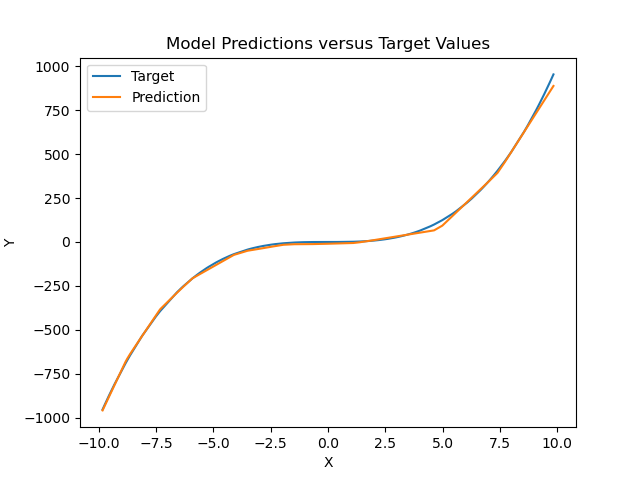 Model Predictions versus Target Values
Target
Prediction
1000
750
500
250
0
−250
−500
−750
−1000
Y
−10.0 −7.5 −5.0 −2.5 0.0 2.5 5.0 7.5 10.0
X